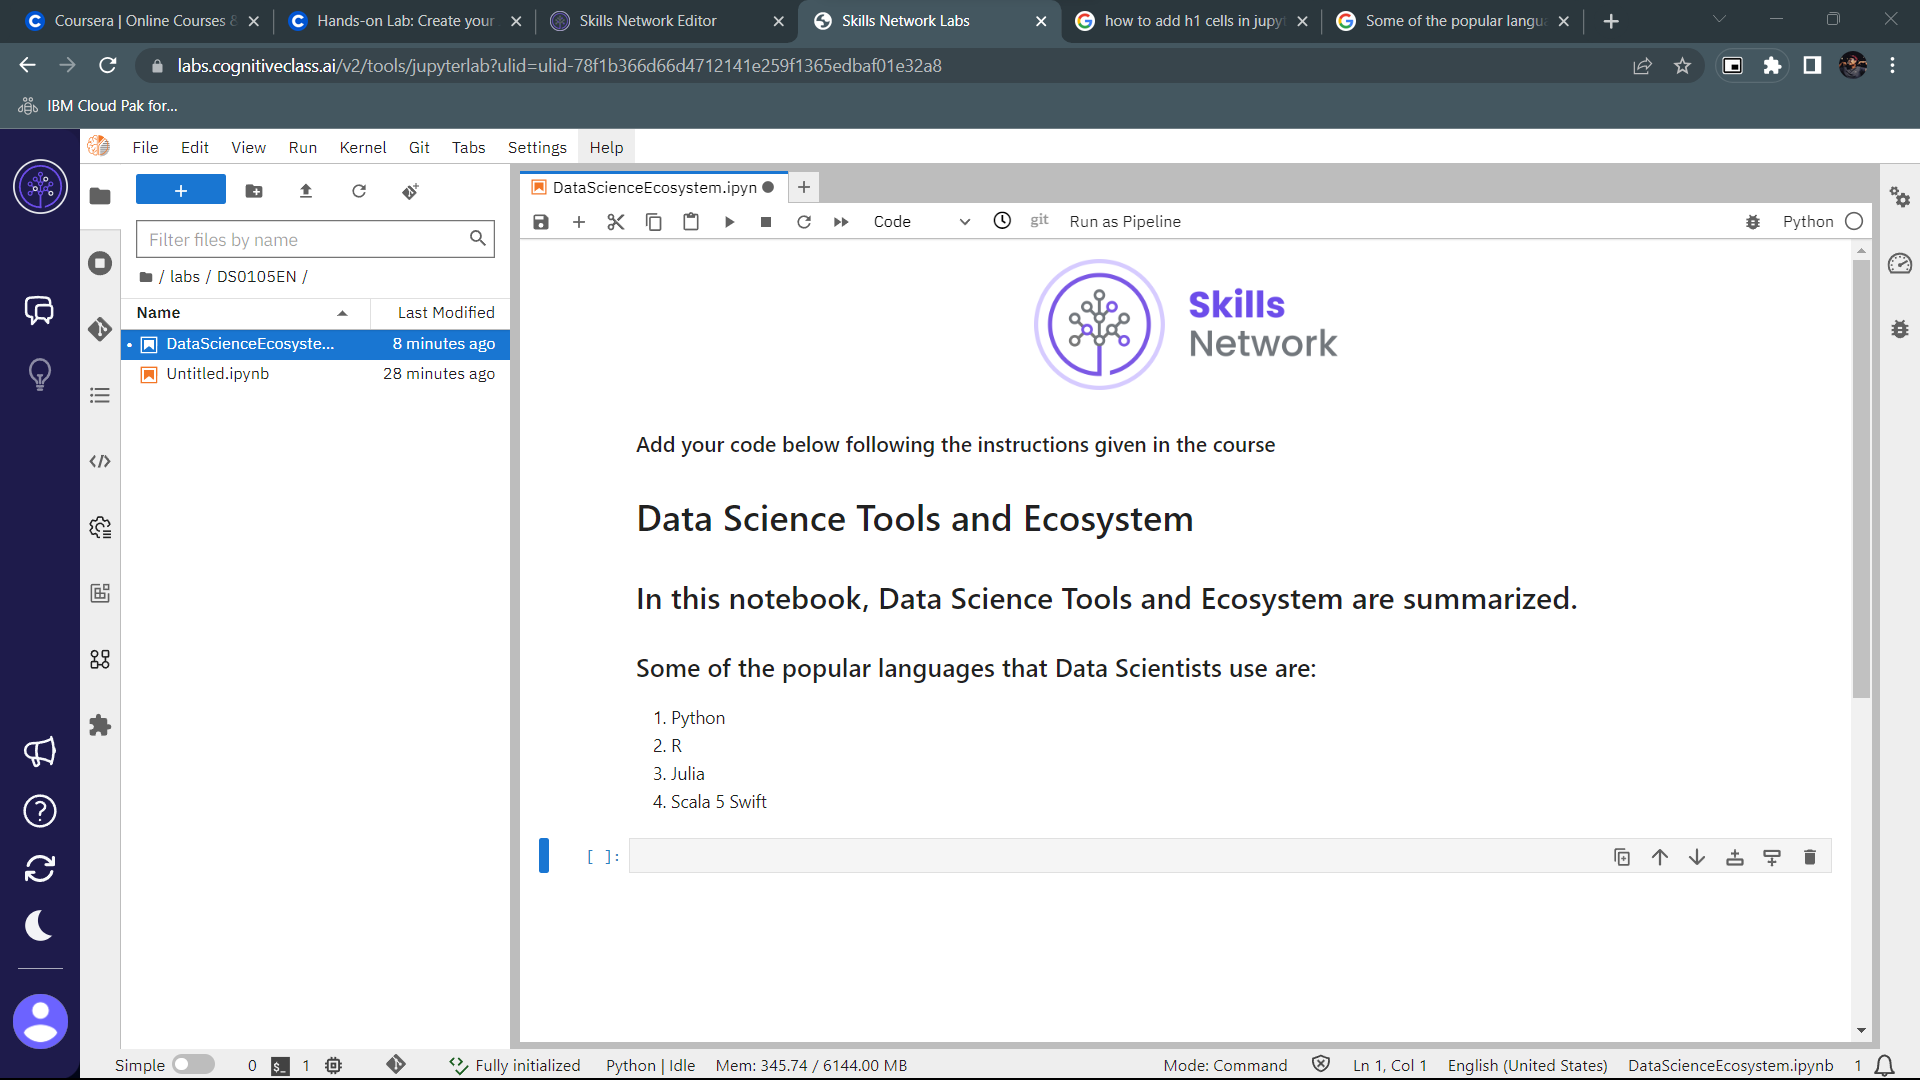 Coursera | Online Courses &
Hands-on Lab: Create your
Skills Network Editor
Skills Network Labs
how to add h1 cells in jupyt
Some of the popular langua
labs.cognitiveclass.ai/v2/tools/jupyterlab?ulid=ulid-78f1b366d66d4712141e259f1365edbaf01e32a8
IBM Cloud Pak for...
File Edit View Run Kernel Git Tabs Settings Help
DataScienceEcosystem.ipyn
Filter files by name
Code
git
Run as Pipeline
Python
/ labs / DS0105EN /
Name
Last Modified
DataScienceEcosyste...
8 minutes ago
Untitled.ipynb
28 minutes ago
Skills
Network
Add your code below following the instructions given in the course
Data Science Tools and Ecosystem
In this notebook, Data Science Tools and Ecosystem are summarized.
Some of the popular languages that Data Scientists use are:
1. Python
2. R
3. Julia
4. Scala 5 Swift
[ ]:
Simple
0
$_
1
Fully initialized
Python | Idle
Mem: 345.74 / 6144.00 MB
Mode: Command
Ln 1, Col 1
English (United States)
DataScienceEcosystem.ipynb
1